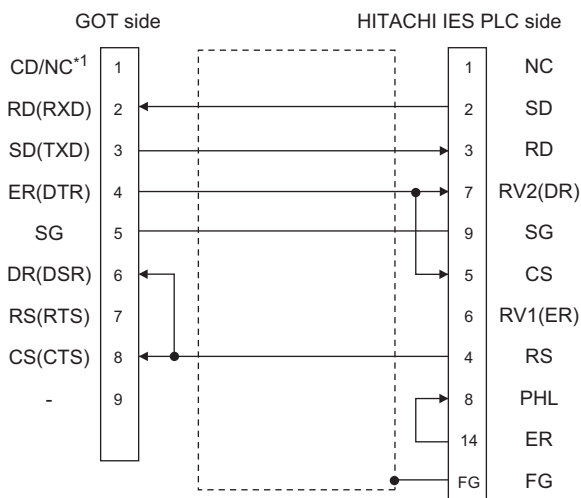 GOT side HITACHI IES PLC side
CD/NC*1 1 1 NC
RD(RXD) 2 2 SD
SD(TXD) 3 3 RD
ER(DTR) 4 7 RV2(DR)
SG 5 9 SG
DR(DSR) 6 5 CS
RS(RTS) 7 6 RV1(ER)
CS(CTS) 8 4 RS
- 9 8 PHL
14 ER
FG FG